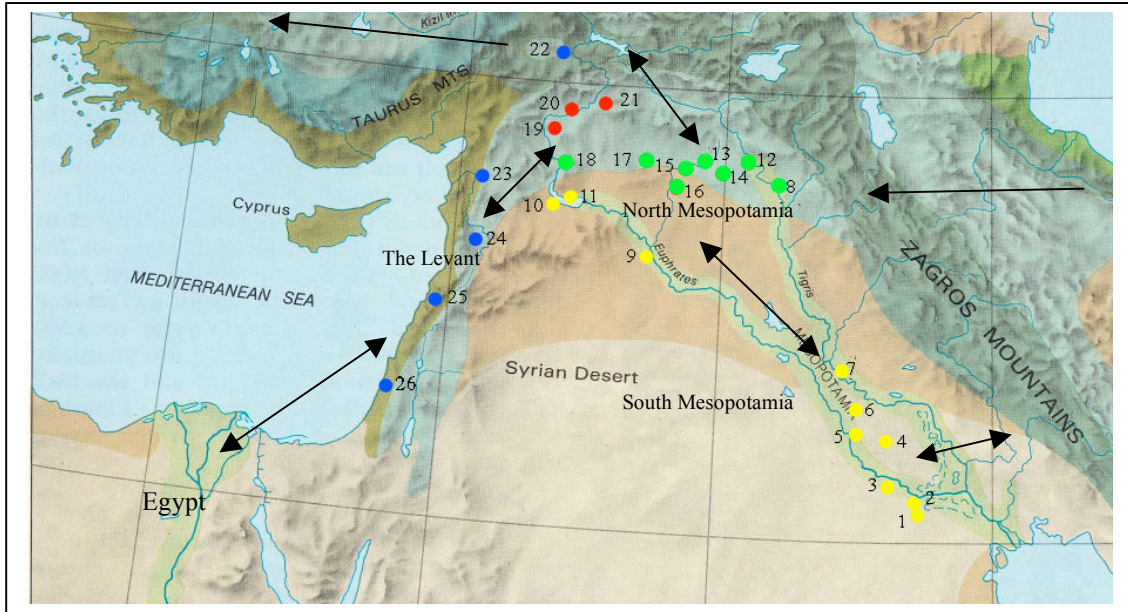 Kizil Ir
TAURUS MTS
22
20
21
19
18
17
15
13
12
16
14
8
23
11
10
North Mesopotamia
Cyprus
24
The Levant
9
Euphrates
Tigris
ZAGROS MOUNTAINS
MEDITERRANEAN SEA
25
MESOPOTAMIA
7
Syrian Desert
26
South Mesopotamia
6
5
4
Egypt
3
2
1